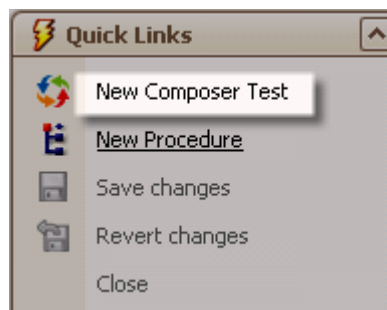 Quick Links
New Composer Test
New Procedure
Save changes
Revert changes
Close